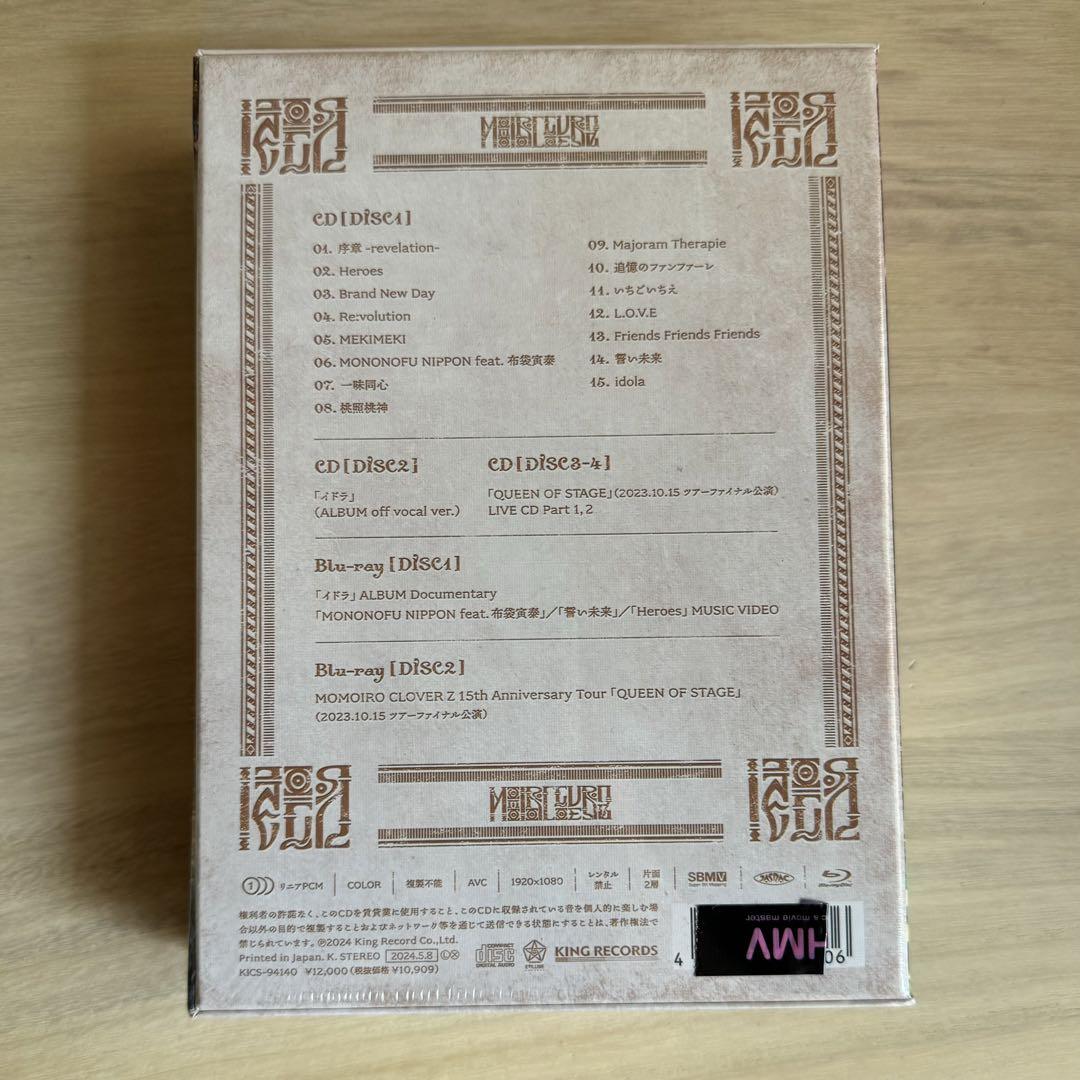 CD [DISC1]
01. 序章 -revelation-
02. Heroes
03. Brand New Day
04. Re:volution
05. MEKIMEKI
06. MONONOFU NIPPON feat. 布袋寅泰
07. 一味同心
08. 桃照桃神
09. Majoram Therapie
10. 追憶のファンファーレ
11. いちごいちえ
12. L.O.V.E
13. Friends Friends Friends
14. 誓い未来
15. idola
CD [DISC2]
「イドラ」
(ALBUM off vocal ver.)
CD [DISC3-4]
「QUEEN OF STAGE」(2023.10.15 ツアーファイナル公演)
LIVE CD Part 1, 2
Blu-ray [DISC1]
「イドラ」ALBUM Documentary
「MONONOFU NIPPON feat. 布袋寅泰」/「誓い未来」/「Heroes」MUSIC VIDEO
Blu-ray [DISC2]
MOMOIRO CLOVER Z 15th Anniversary Tour「QUEEN OF STAGE」
(2023.10.15 ツアーファイナル公演)
① リニアPCM COLOR 複製不能 AVC 1920×1080 レンタル禁止 片面2層 SBMV JASRAC Blu-ray Disc
権利者の許諾なく、このCDを賃貸業に使用すること、このCDに収録されている音を個人的に楽しむ場
合以外の目的で複製することおよびネットワーク等を通じて送信できる状態にすることは、著作権法で
禁じられています。℗2024 King Record Co.,Ltd.
Printed in Japan. K. STEREO 2024.5.8 Ⓛ Ⓧ
KICS-94140 ¥12,000 (税抜価格 ¥10,909)
COMPACT disc DIGITAL AUDIO
KING RECORDS
4
06
HMV
c a movie master